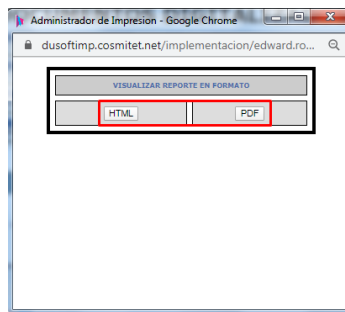 Administrador de Impresion - Google Chrome
dusoftimp.cosmitet.net/implementacion/edward.ro...
VISUALIZAR REPORTE EN FORMATO
HTML PDF